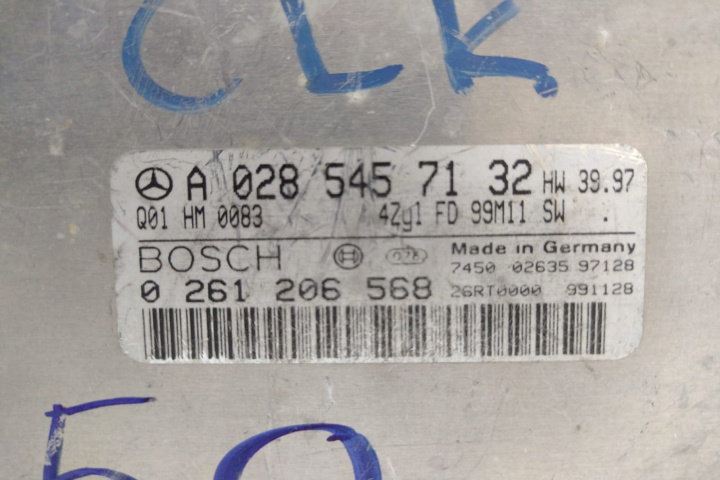 CLK
A 028 545 71 32 HW 39.97
Q01 HM 0083 4Zyl FD 99M11 SW .
BOSCH Made in Germany
7450 02635 97128
0 261 206 568 26RT0000 991128
50